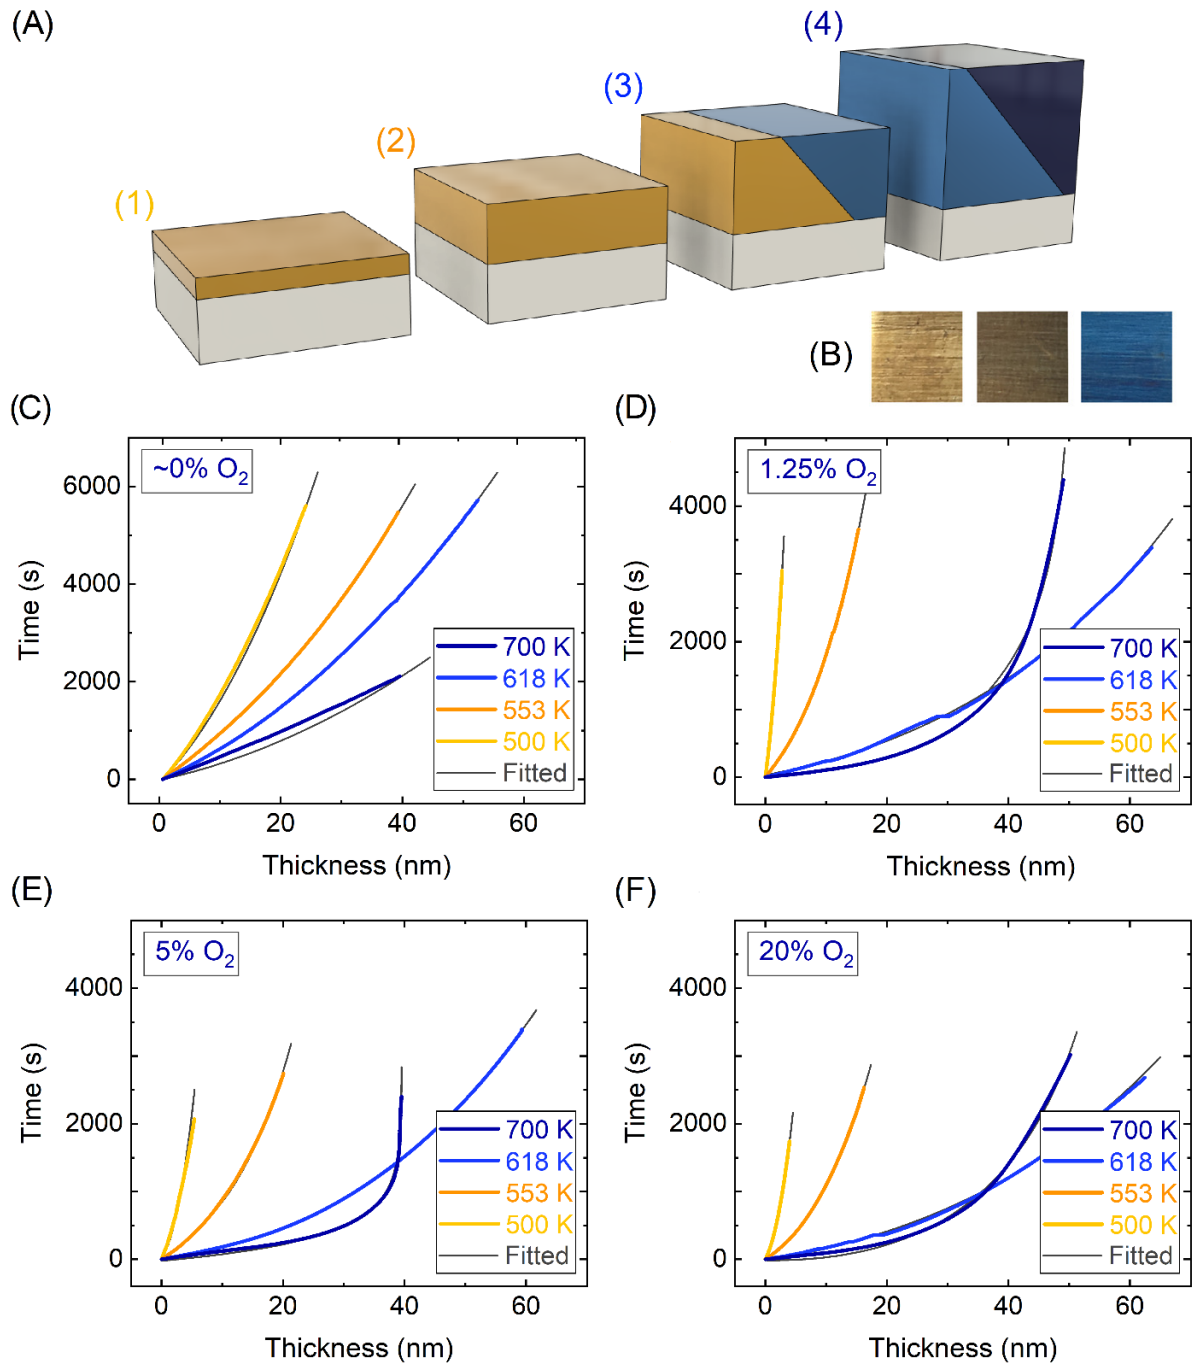 (A)
(1)
(2)
(3)
(4)
(B)
(C)
~0% O₂
6000
4000
2000
0
Time (s)
0 20 40 60
Thickness (nm)
700 K
618 K
553 K
500 K
Fitted
(D)
1.25% O₂
4000
2000
0
Time (s)
0 20 40 60
Thickness (nm)
700 K
618 K
553 K
500 K
Fitted
(E)
5% O₂
4000
2000
0
Time (s)
0 20 40 60
Thickness (nm)
700 K
618 K
553 K
500 K
Fitted
(F)
20% O₂
4000
2000
0
Time (s)
0 20 40 60
Thickness (nm)
700 K
618 K
553 K
500 K
Fitted